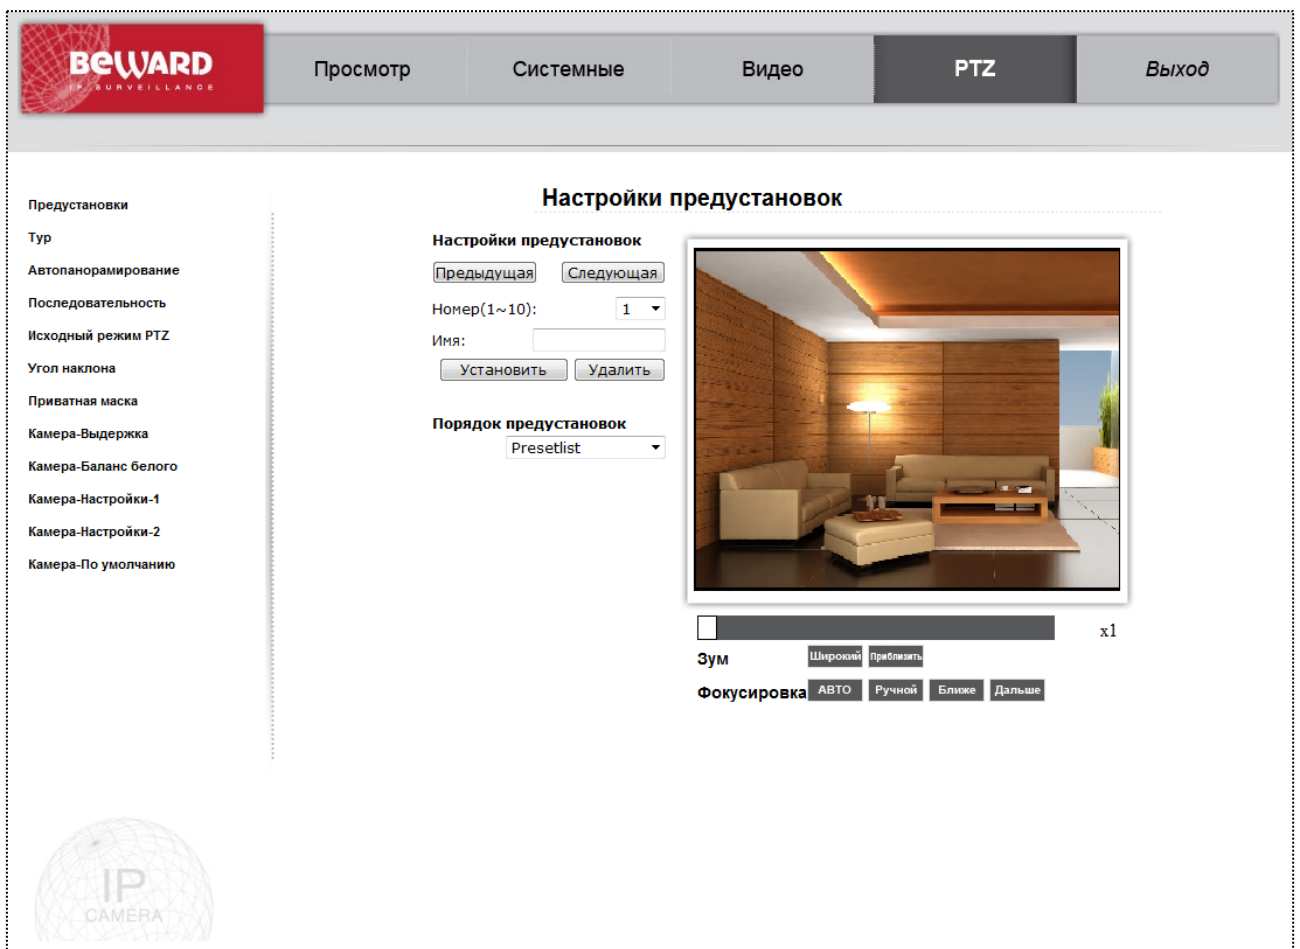 BEWARD
IP SURVEILLANCE
Просмотр
Системные
Видео
PTZ
Выход
Предустановки
Тур
Автопанорамирование
Последовательность
Исходный режим PTZ
Угол наклона
Приватная маска
Камера-Выдержка
Камера-Баланс белого
Камера-Настройки-1
Камера-Настройки-2
Камера-По умолчанию
Настройки предустановок
Настройки предустановок
Предыдущая Следующая
Номер(1~10): 1
Имя:
Установить Удалить
Порядок предустановок
Presetlist
x1
Зум Широкий Приблизить
Фокусировка АВТО Ручной Ближе Дальше
IP
CAMERA